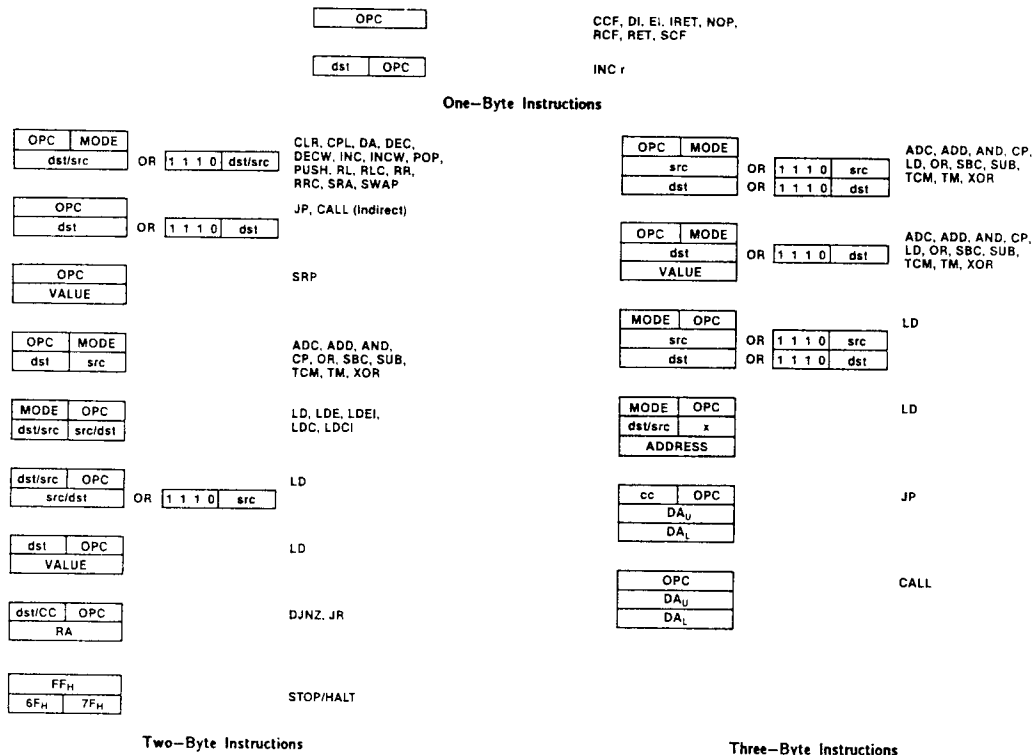 OPC
CCF, DI, EI, IRET, NOP,
RCF, RET, SCF
dst OPC
INC r
One-Byte Instructions
OPC MODE
dst/src OR 1 1 1 0 dst/src
CLR, CPL, DA, DEC,
DECW, INC, INCW, POP,
PUSH, RL, RLC, RR,
RRC, SRA, SWAP
OPC
dst OR 1 1 1 0 dst
JP, CALL (Indirect)
OPC
VALUE
SRP
OPC MODE
dst src
ADC, ADD, AND,
CP, OR, SBC, SUB,
TCM, TM, XOR
MODE OPC
dst/src src/dst
LD, LDE, LDEI,
LDC, LDCI
dst/src OPC
src/dst OR 1 1 1 0 src
LD
dst OPC
VALUE
LD
dst/CC OPC
RA
DJNZ, JR
FFH
6FH 7FH
STOP/HALT
Two-Byte Instructions
OPC MODE
src OR 1 1 1 0 src
dst OR 1 1 1 0 dst
ADC, ADD, AND, CP,
LD, OR, SBC, SUB,
TCM, TM, XOR
OPC MODE
dst OR 1 1 1 0 dst
VALUE
ADC, ADD, AND, CP,
LD, OR, SBC, SUB,
TCM, TM, XOR
MODE OPC
src OR 1 1 1 0 src
dst OR 1 1 1 0 dst
LD
MODE OPC
dst/src x
ADDRESS
LD
cc OPC
DAU
DAL
JP
OPC
DAU
DAL
CALL
Three-Byte Instructions